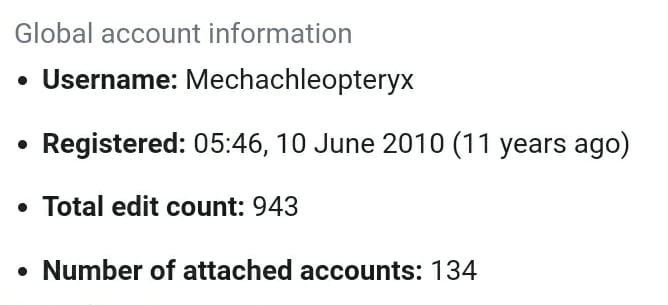 Global account information
• Username: Mechachleopteryx
• Registered: 05:46, 10 June 2010 (11 years ago)
• Total edit count: 943
• Number of attached accounts: 134